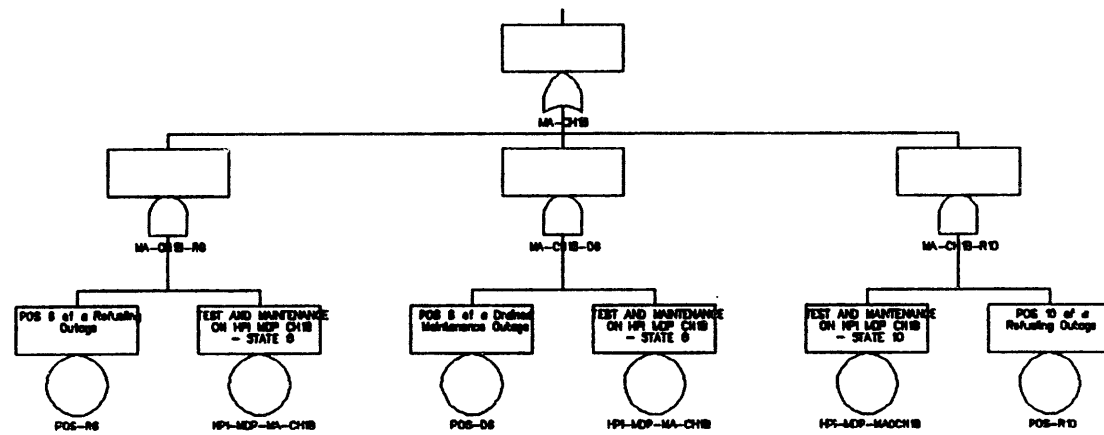 MA-CH1B
MA-CH1B-R6
MA-CH1B-D6
MA-CH1B-R10
POS 6 of a Refueling
Outage
TEST AND MAINTENANCE
ON HPI MDP CH1B
- STATE 6
POS 6 of a Drained
Maintenance Outage
TEST AND MAINTENANCE
ON HPI MDP CH1B
- STATE 6
TEST AND MAINTENANCE
ON HPI MDP CH1B
- STATE 10
POS 10 of a
Refueling Outage
POS-R6
HPI-MDP-MA-CH1B
POS-D6
HPI-MDP-MA-CH1B
HPI-MDP-MA0CH1B
POS-R10